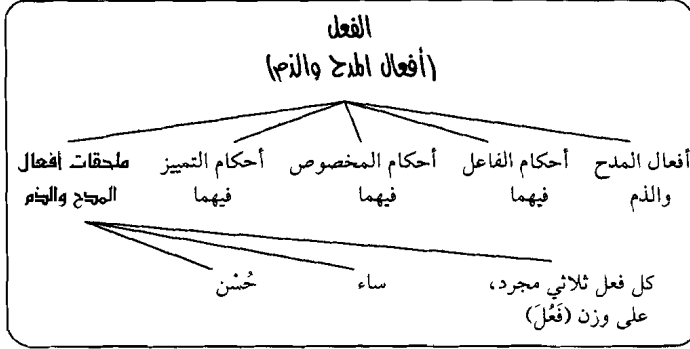 الفعل
(أفعال المدح والذم)
أفعال المدح والذم
أحكام الفاعل فيهما
أحكام المخصوص فيهما
أحكام التمييز فيهما
ملحقات أفعال المدح والذم
كل فعل ثلاثي مجرد،
على وزن (فَعُلَ)
ساء
حُسْن